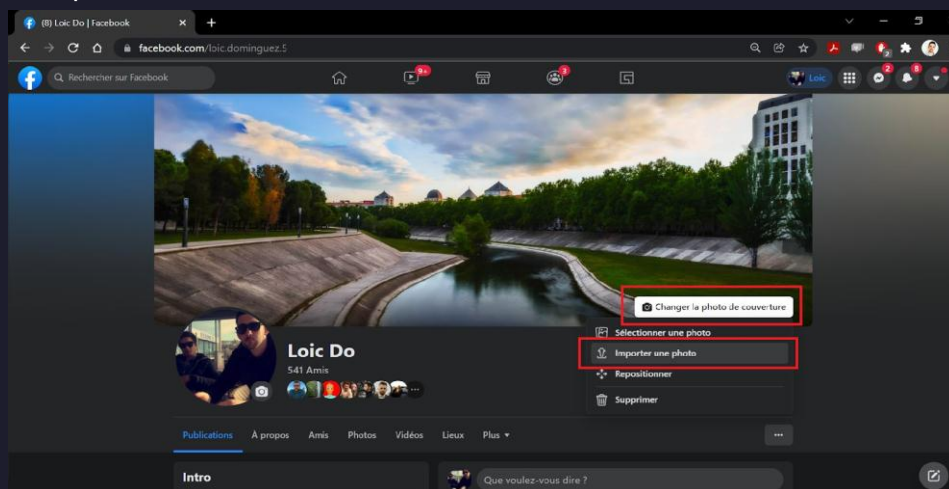 (8) Loic Do | Facebook
facebook.com/loic.dominguez.5
Rechercher sur Facebook
9+
3
Loic
2
8
2
Changer la photo de couverture
Sélectionner une photo
Importer une photo
Repositionner
Supprimer
Loic Do
541 Amis
Publications À propos Amis Photos Vidéos Lieux Plus
Intro
Que voulez-vous dire ?